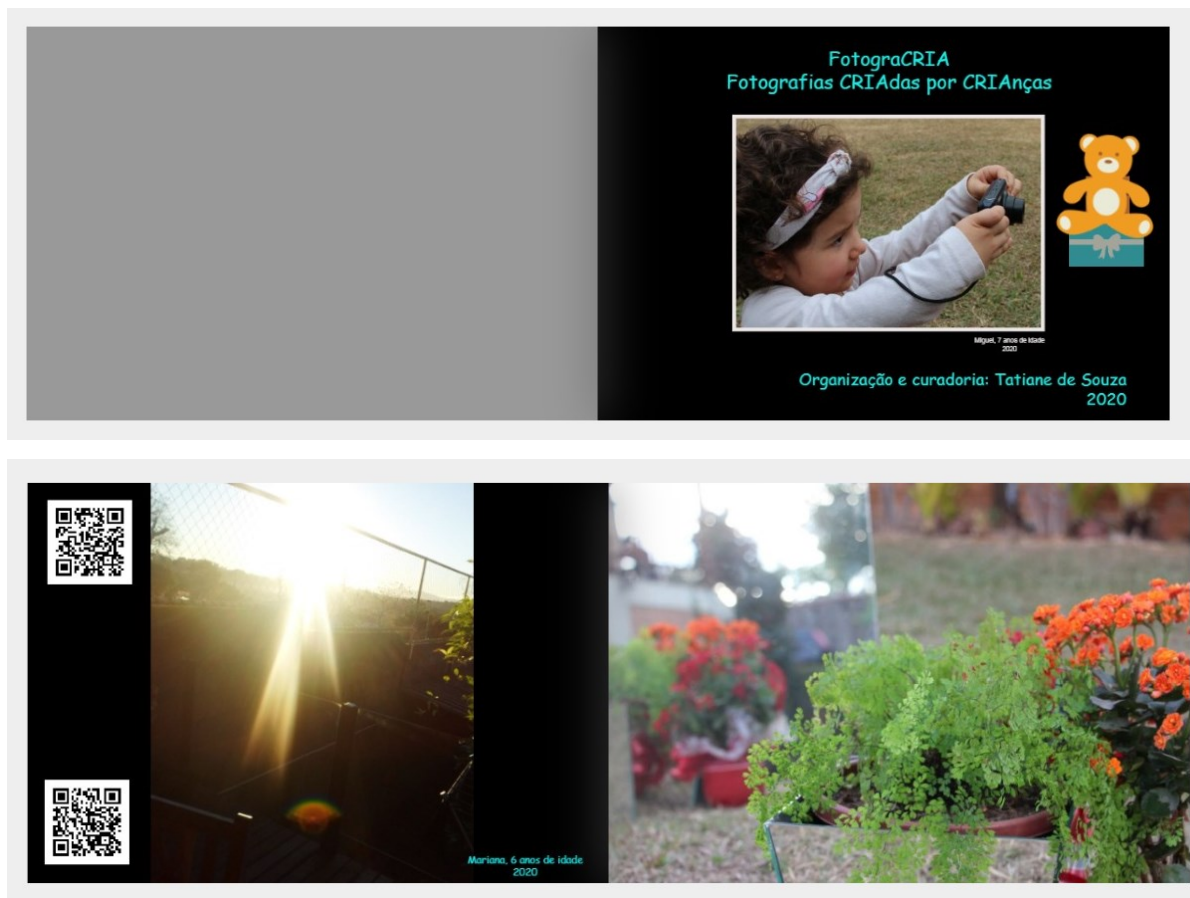 FotograCRIA
Fotografias CRIAdas por CRIAnças
Miguel, 7 anos de idade
2020
Organização e curadoria: Tatiane de Souza
2020
Mariana, 6 anos de idade
2020